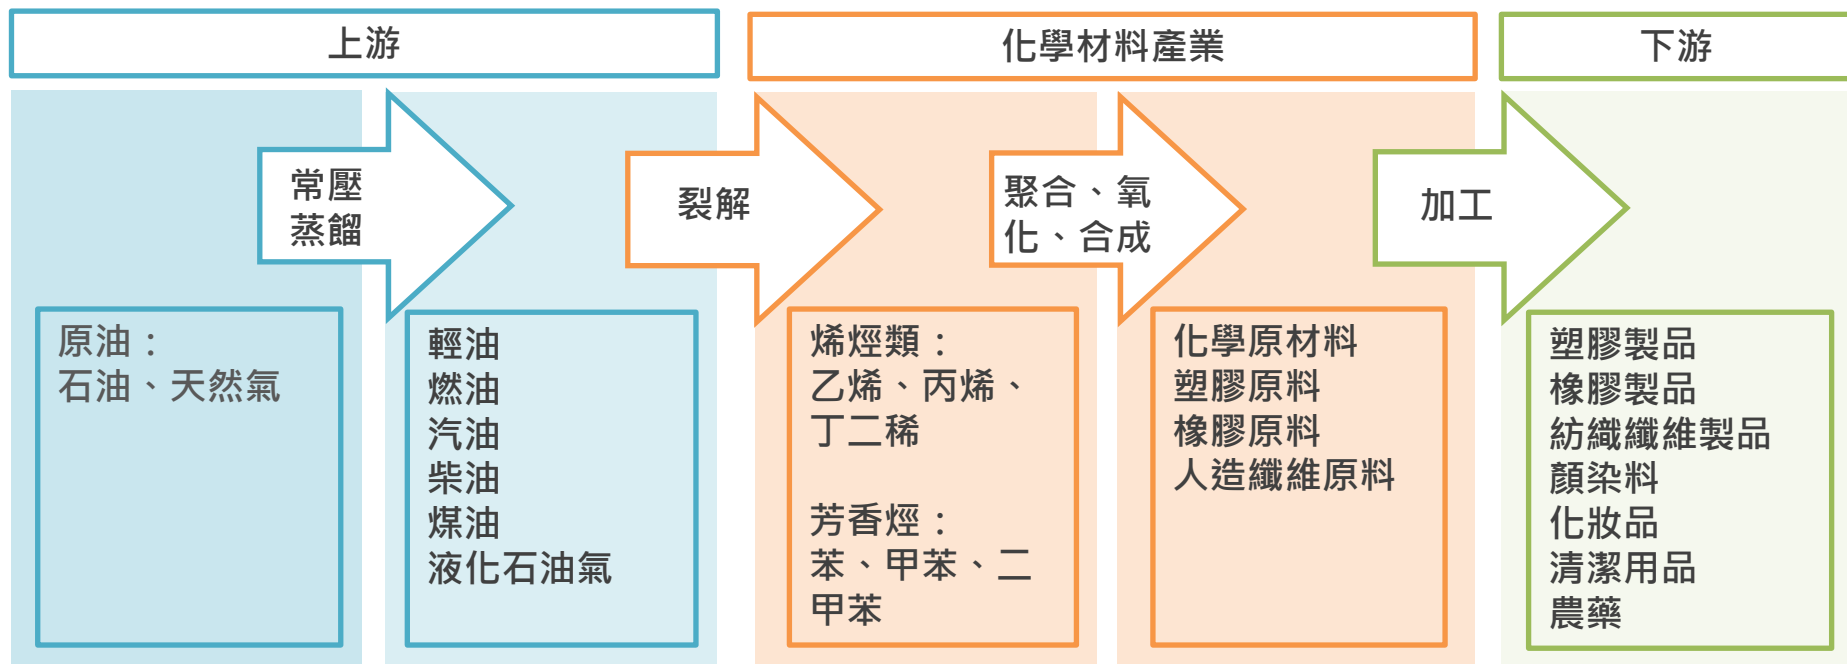 上游
化學材料產業
下游
常壓
蒸餾
裂解
聚合、氧
化、合成
加工
原油：
石油、天然氣
輕油
燃油
汽油
柴油
煤油
液化石油氣
烯烴類：
乙烯、丙烯、
丁二稀
芳香烴：
苯、甲苯、二
甲苯
化學原材料
塑膠原料
橡膠原料
人造纖維原料
塑膠製品
橡膠製品
紡織纖維製品
顏染料
化妝品
清潔用品
農藥